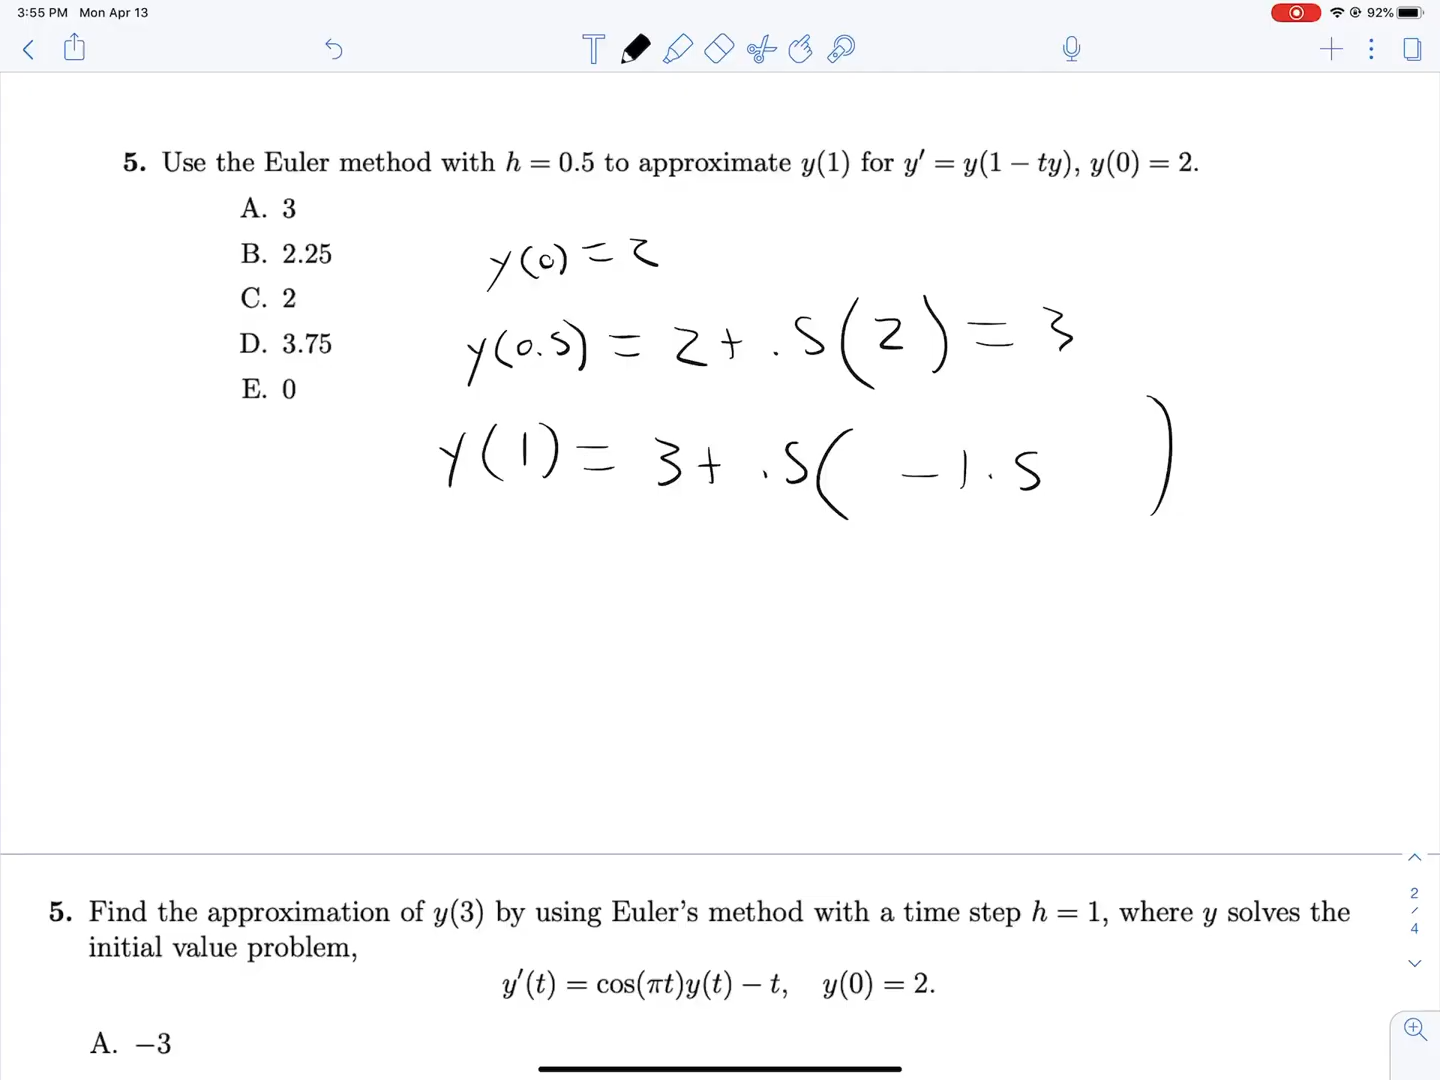 3:55 PM Mon Apr 13 92%
5. Use the Euler method with h = 0.5 to approximate y(1) for y′ = y(1 − ty), y(0) = 2.
A. 3
B. 2.25
C. 2
D. 3.75
E. 0
y(0) = 2
y(0.5) = 2 + .5(2) = 3
y(1) = 3 + .5( −1.5 )
5. Find the approximation of y(3) by using Euler's method with a time step h = 1, where y solves the
initial value problem,
y′(t) = cos(πt)y(t) − t, y(0) = 2.
A. −3
2
/
4